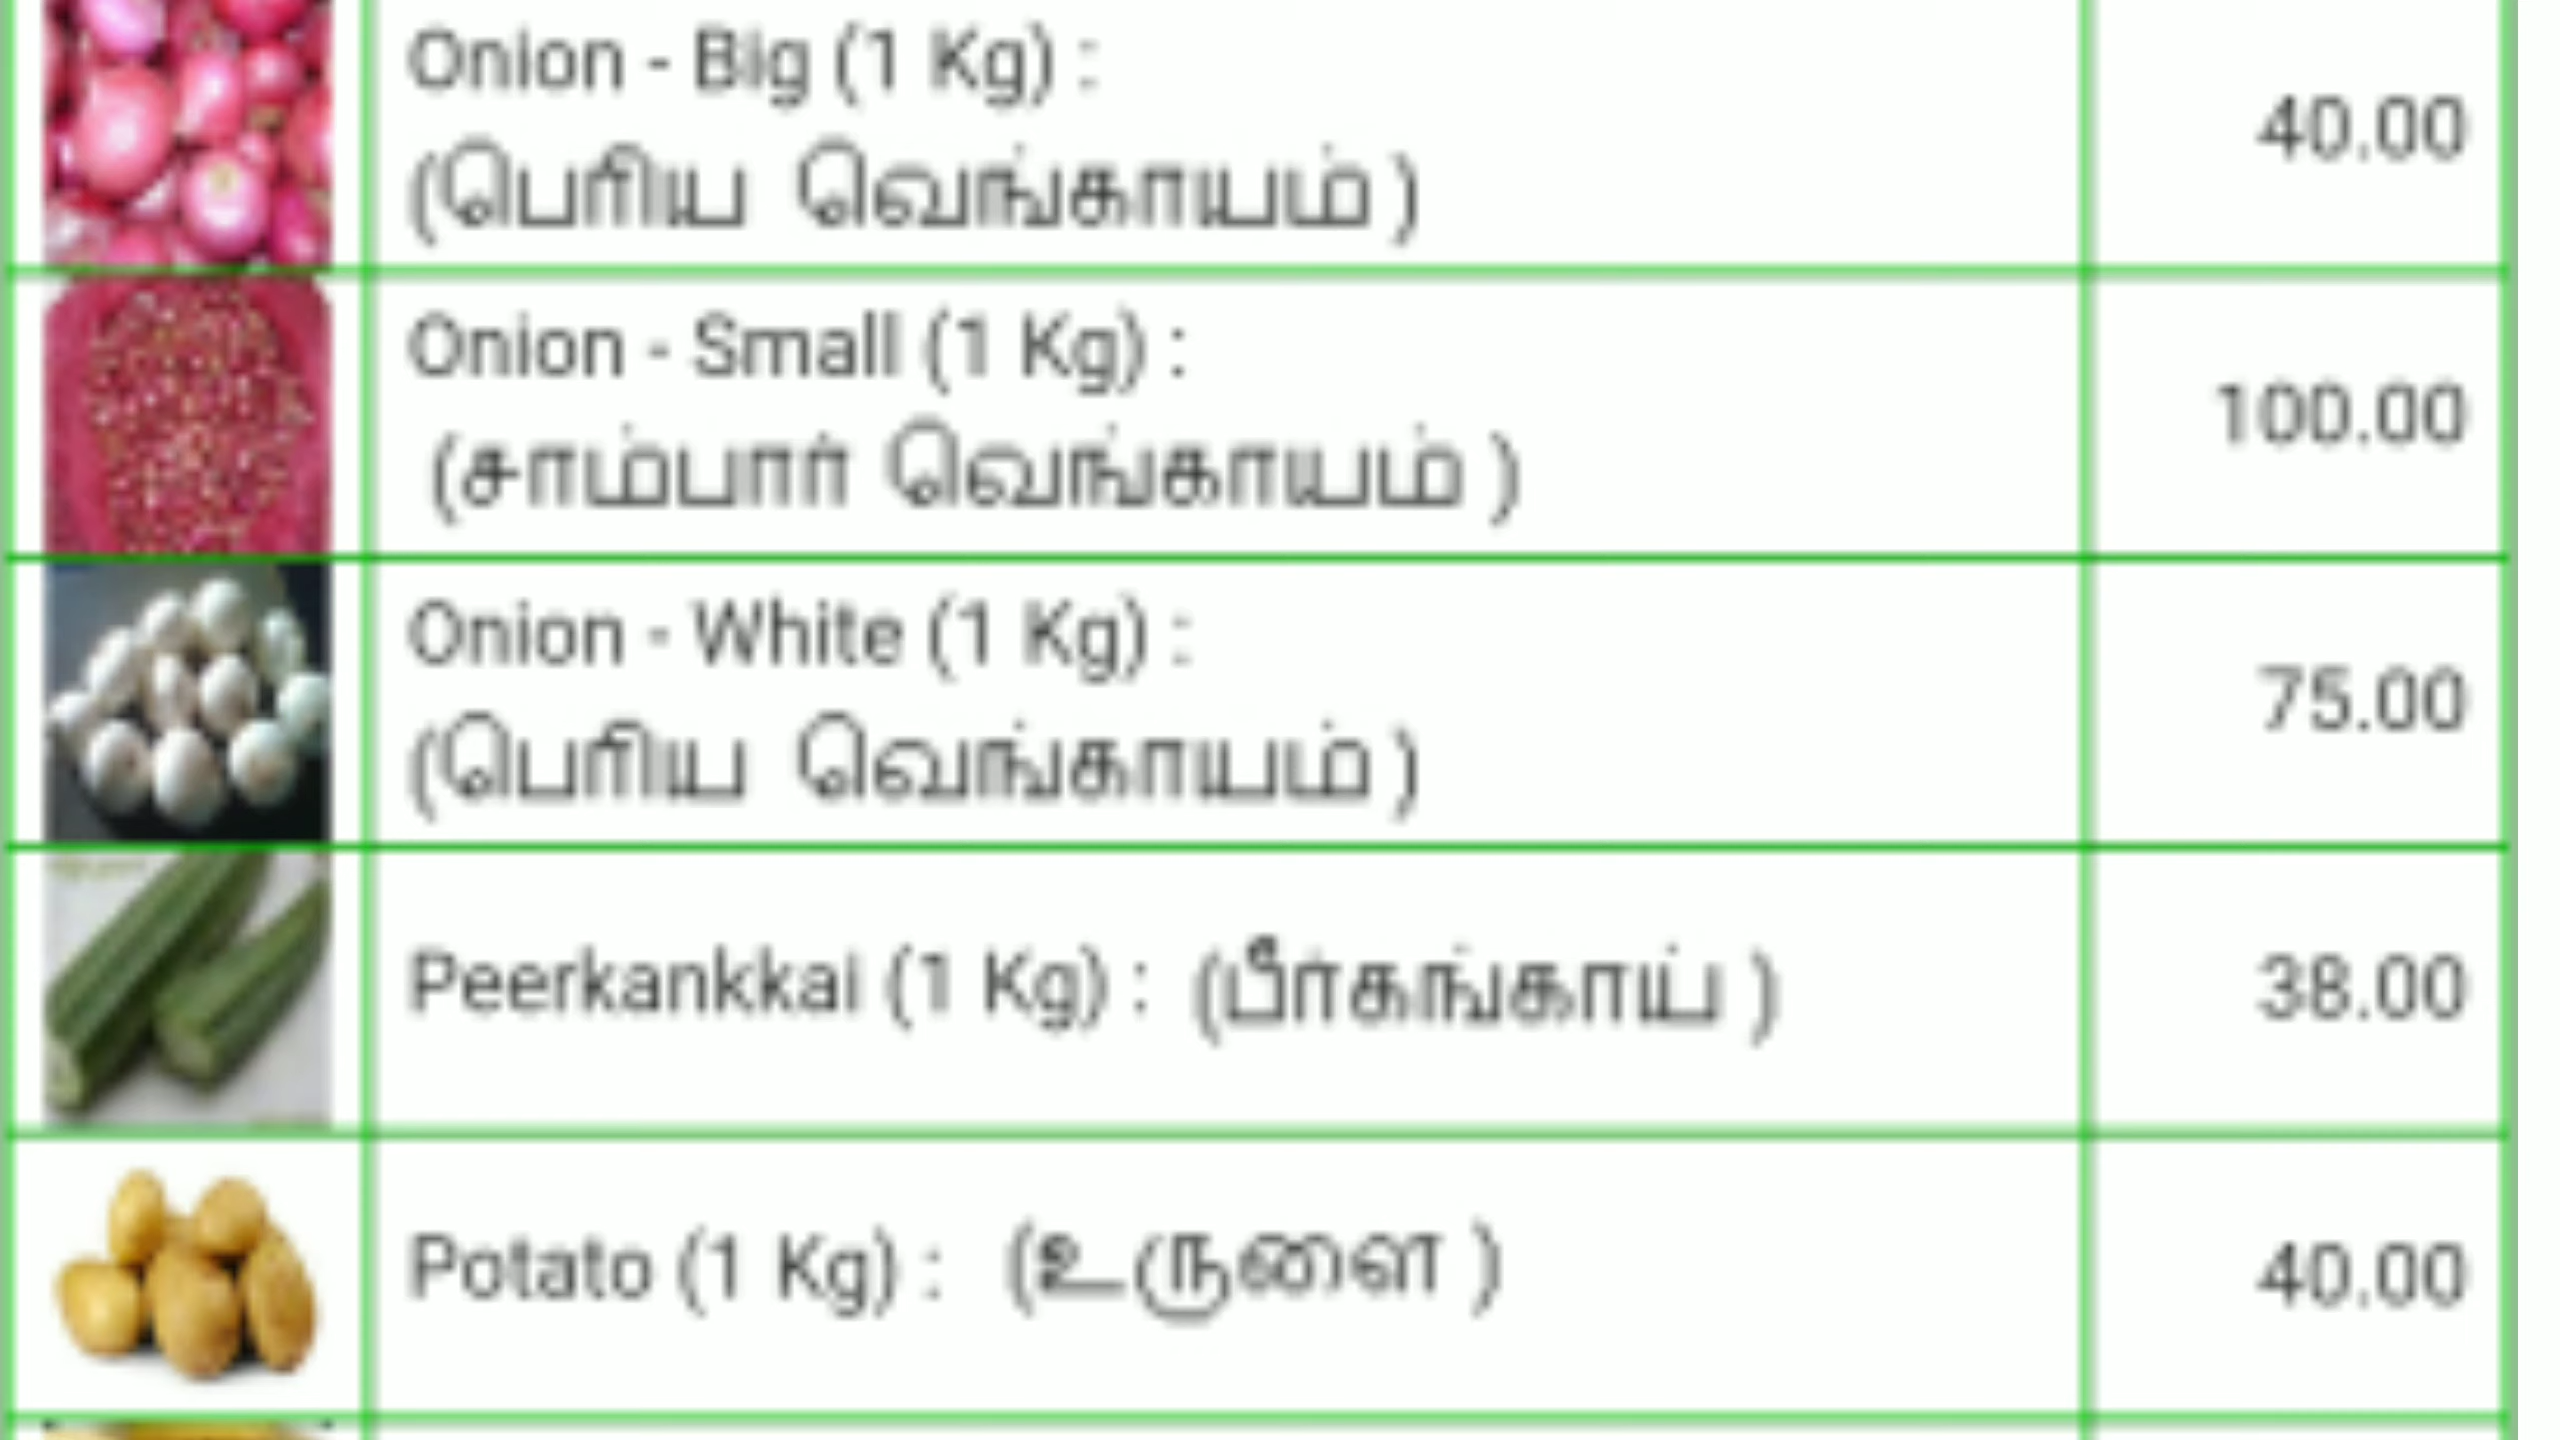 Onion - Big (1 Kg) :
(பெரிய வெங்காயம் )
40.00
Onion - Small (1 Kg) :
(சாம்பார் வெங்காயம் )
100.00
Onion - White (1 Kg) :
(பெரிய வெங்காயம் )
75.00
Peerkankkai (1 Kg) : (பீர்கங்காய் )
38.00
Potato (1 Kg) : (உருளை )
40.00